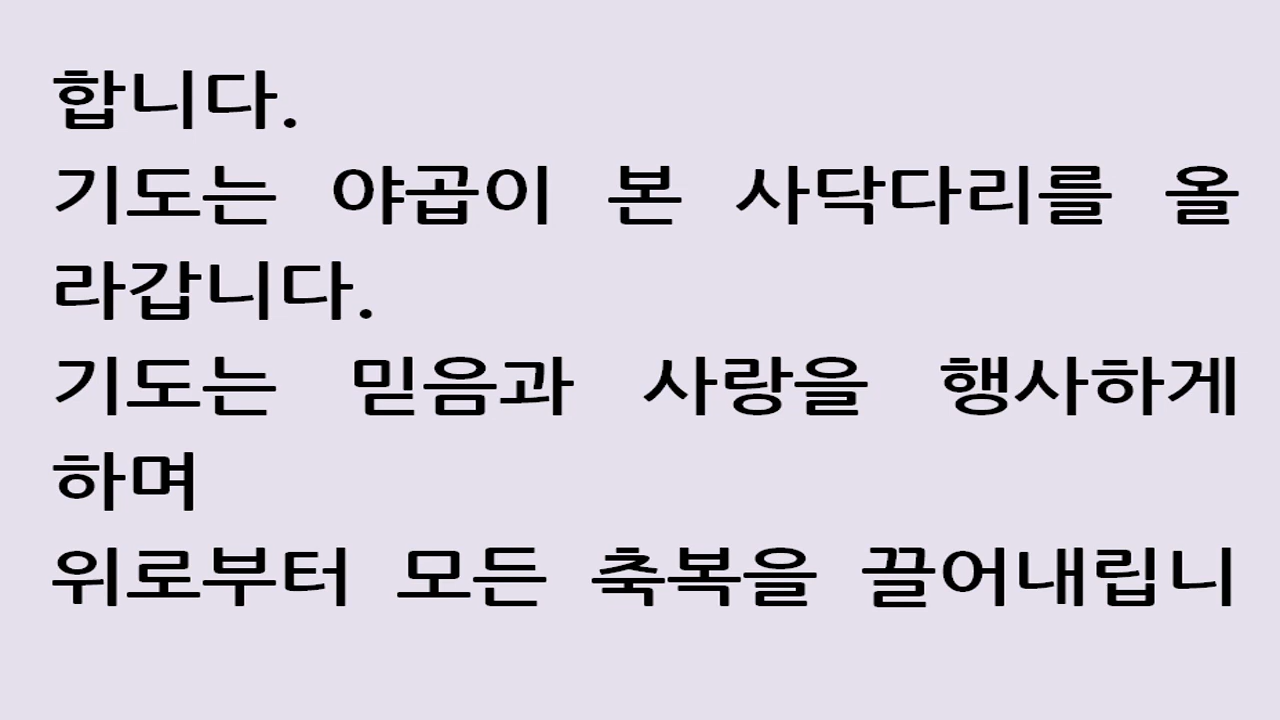 합니다.
기도는 야곱이 본 사닥다리를 올
라갑니다.
기도는 믿음과 사랑을 행사하게
하며
위로부터 모든 축복을 끌어내립니